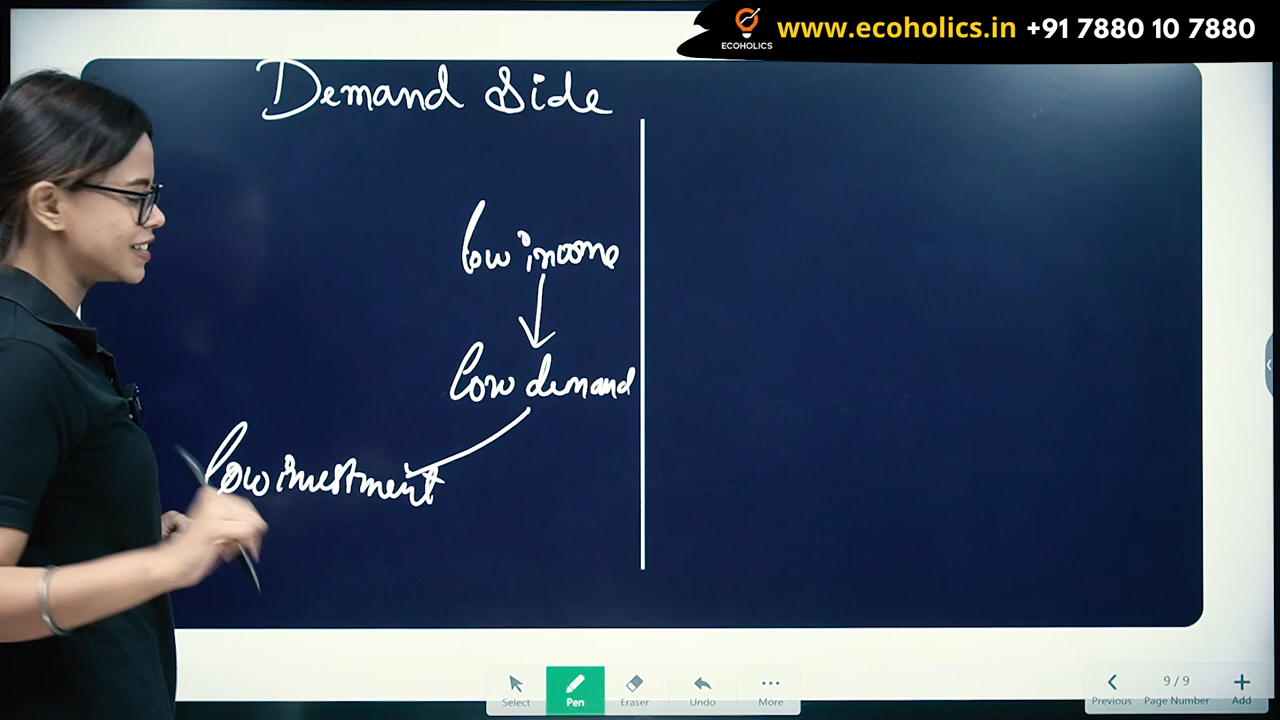 ECOHOLICS
www.ecoholics.in +91 7880 10 7880
Demand Side
low income
low demand
low investment
Select
Pen
Eraser
Undo
More
Previous
9 / 9
Page Number
Add